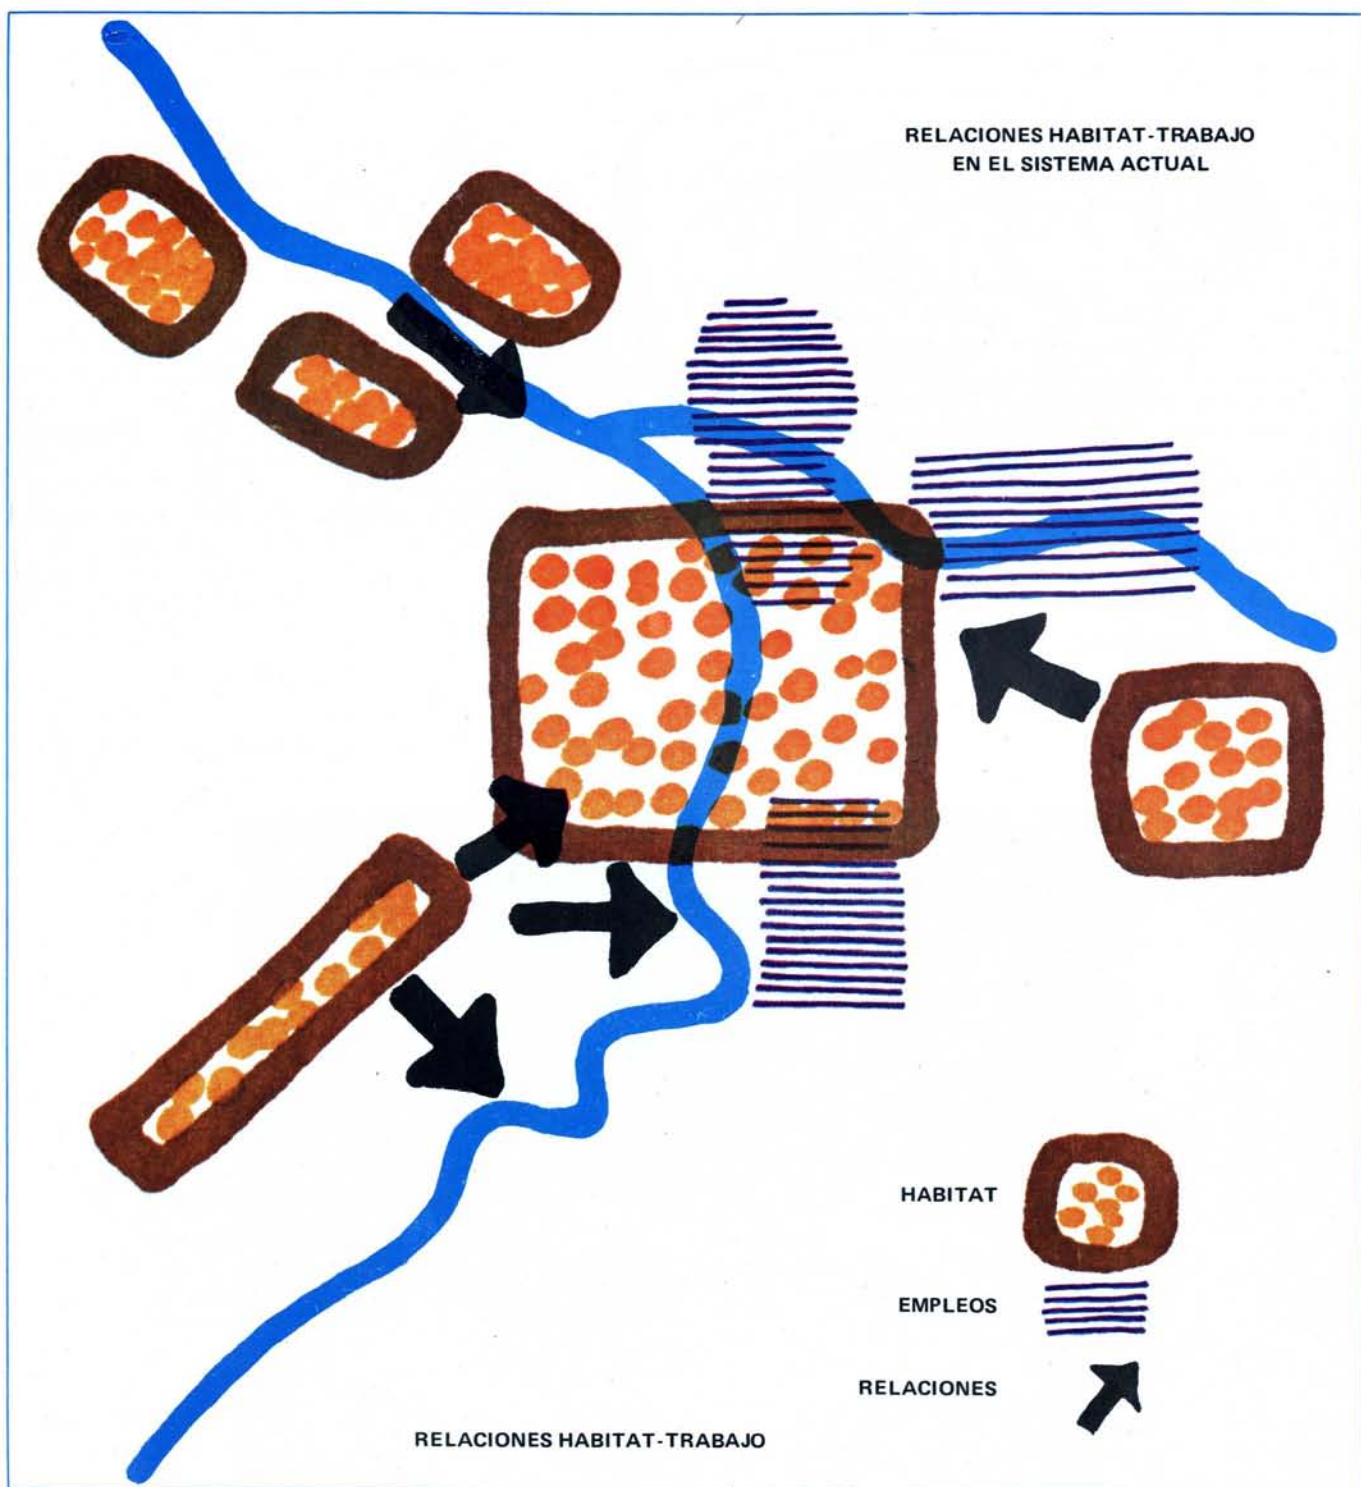 RELACIONES HABITAT-TRABAJO
EN EL SISTEMA ACTUAL
HABITAT
EMPLEOS
RELACIONES
RELACIONES HABITAT-TRABAJO